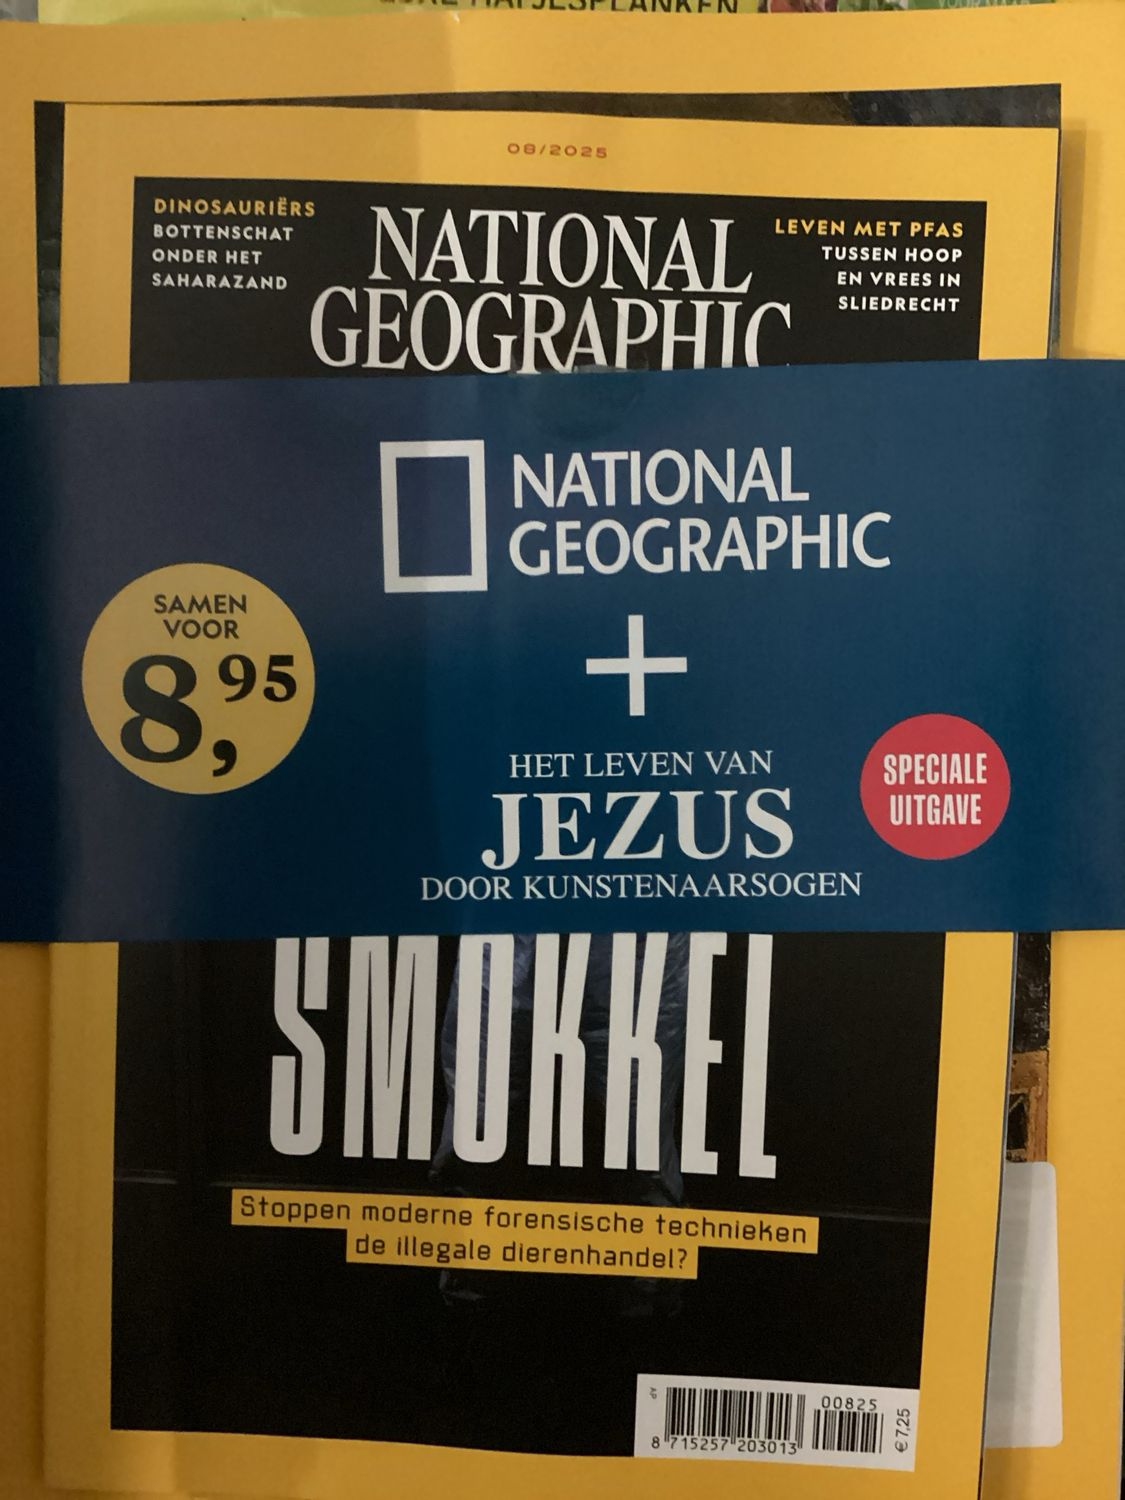 08/2025
DINOSAURIËRS
BOTTENSCHAT
ONDER HET
SAHARAZAND
NATIONAL
GEOGRAPHIC
LEVEN MET PFAS
TUSSEN HOOP
EN VREES IN
SLIEDRECHT
NATIONAL
GEOGRAPHIC
+
SAMEN
VOOR
8,95
HET LEVEN VAN
JEZUS
DOOR KUNSTENAARSOGEN
SPECIALE
UITGAVE
SMOKKEL
Stoppen moderne forensische technieken
de illegale dierenhandel?
AP
00825
8 715257 203013
€ 7,25